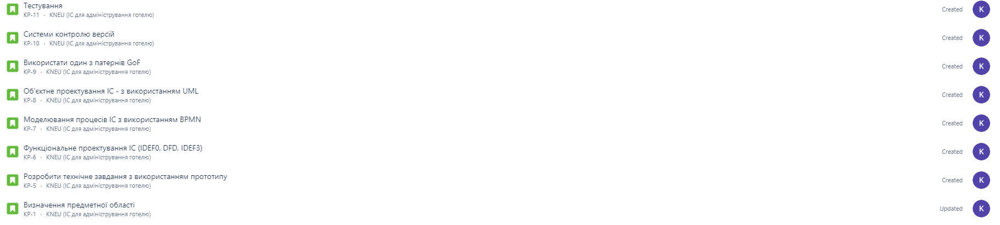 Тестування
Created
K
KP-11 · KNEU (ІС для адміністрування готелю)
Системи контролю версій
Created
K
KP-10 · KNEU (ІС для адміністрування готелю)
Використати один з патернів GoF
Created
K
KP-9 · KNEU (ІС для адміністрування готелю)
Об'єктне проектування ІС - з використанням UML
Created
K
KP-8 · KNEU (ІС для адміністрування готелю)
Моделювання процесів ІС з використанням BPMN
Created
K
KP-7 · KNEU (ІС для адміністрування готелю)
Функціональне проектування ІС (IDEF0, DFD, IDEF3)
Created
K
KP-6 · KNEU (ІС для адміністрування готелю)
Розробити технічне завдання з використанням прототипу
Created
K
KP-5 · KNEU (ІС для адміністрування готелю)
Визначення предметної області
Updated
K
KP-1 · KNEU (ІС для адміністрування готелю)